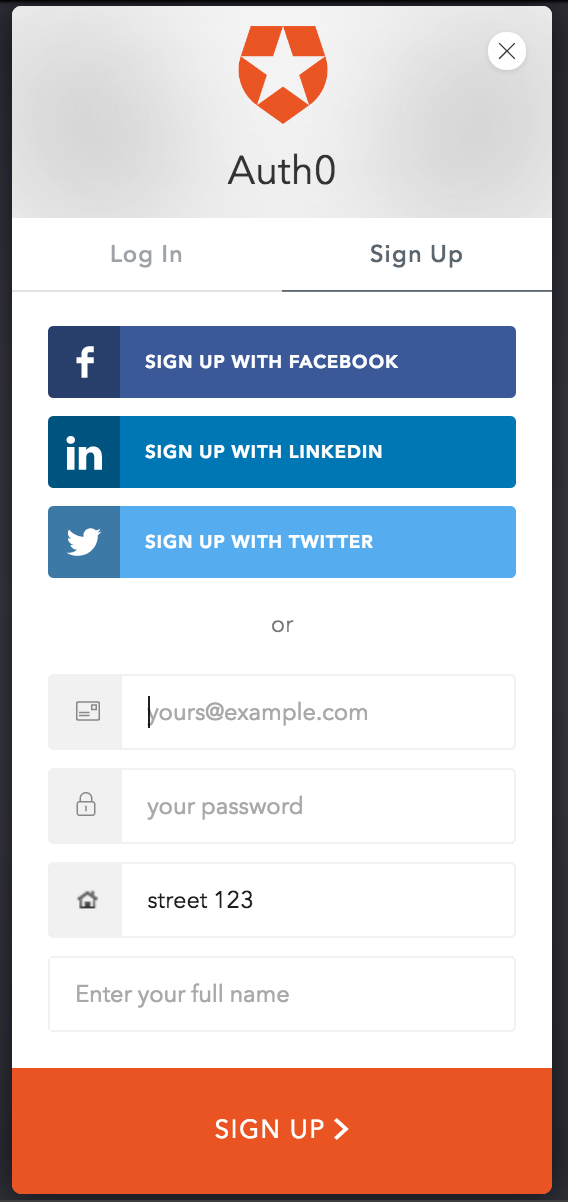 Auth0
Log In
Sign Up
SIGN UP WITH FACEBOOK
in SIGN UP WITH LINKEDIN
SIGN UP WITH TWITTER
or
yours@example.com
your password
street 123
Enter your full name
SIGN UP